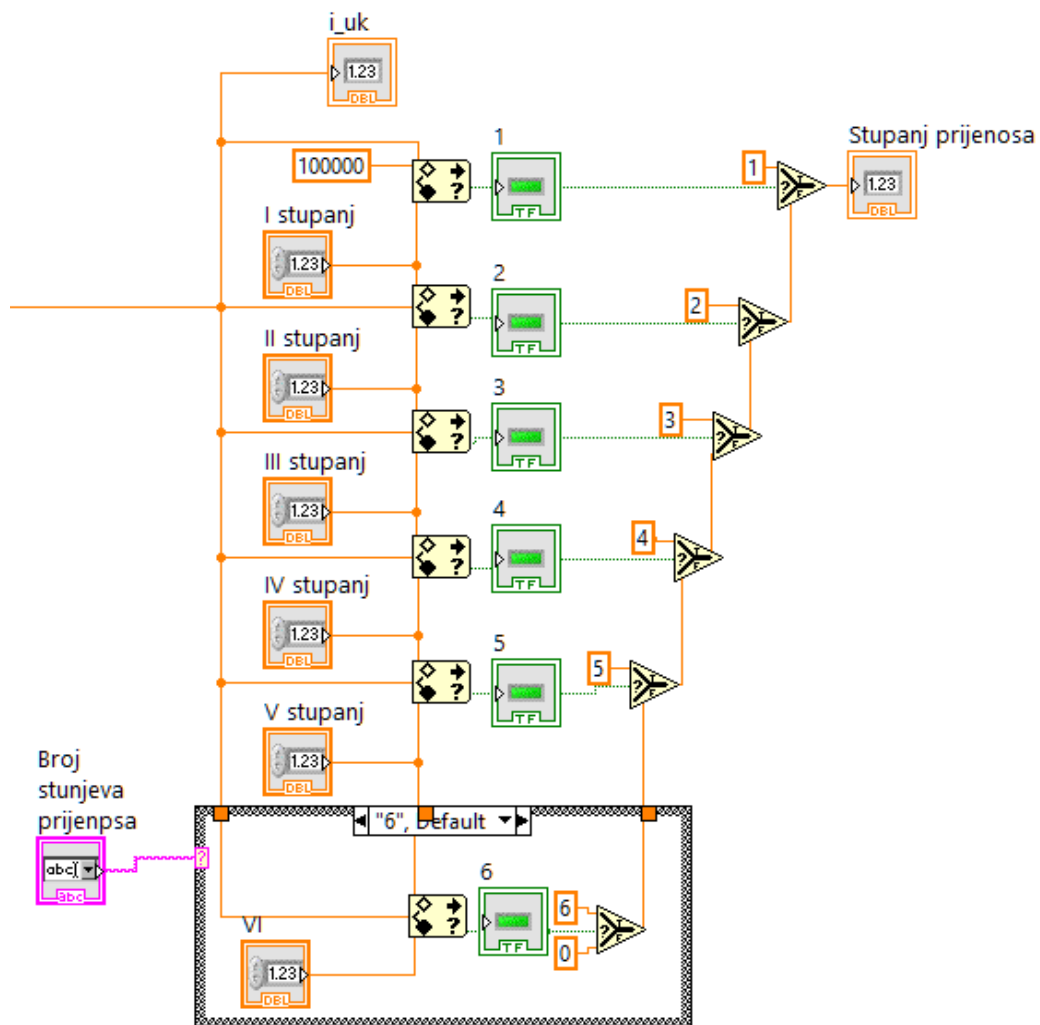 i_uk
1.23
DBL
1
Stupanj prijenosa
100000
?
TF
1
?
T
F
1.23
DBL
I stupanj
1.23
DBL
2
?
TF
2
?
T
F
II stupanj
1.23
DBL
3
?
TF
3
?
T
F
III stupanj
1.23
DBL
4
?
TF
4
?
T
F
IV stupanj
1.23
DBL
5
?
TF
5
?
T
F
V stupanj
1.23
DBL
Broj
stunjeva
prijenpsa
abc
abc
?
"6", Default
6
?
TF
6
0
?
T
F
VI
1.23
DBL